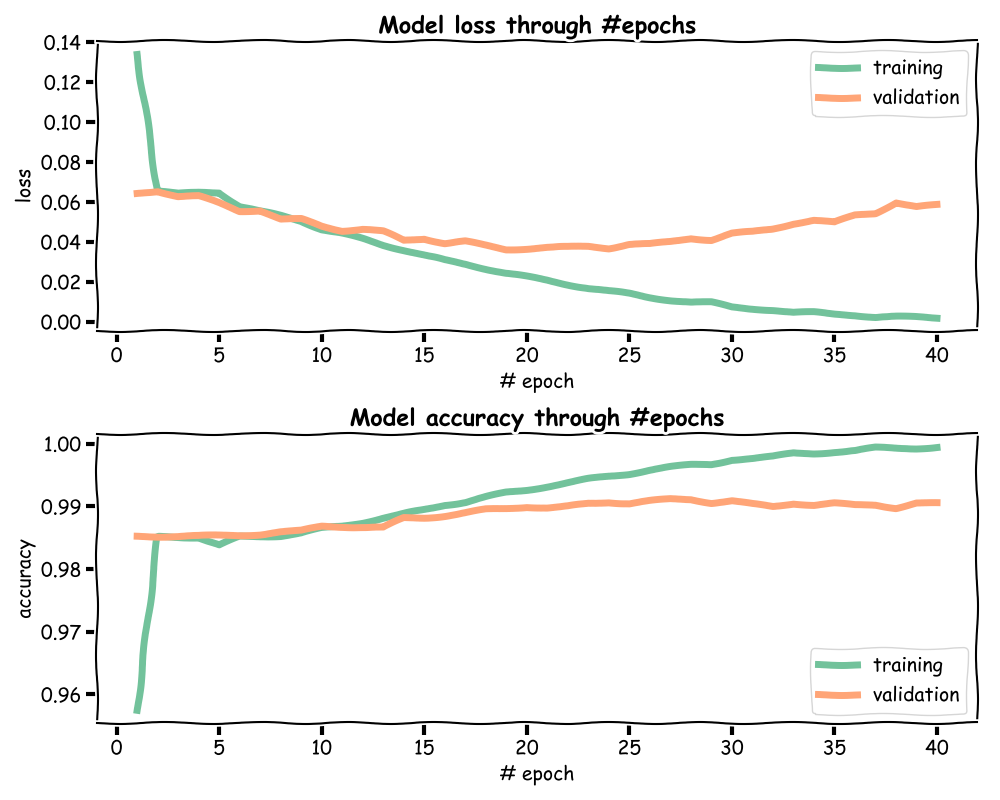 Model loss through #epochs
0.14
0.12
0.10
0.08
0.06
0.04
0.02
0.00
loss
training
validation
0 5 10 15 20 25 30 35 40
# epoch
Model accuracy through #epochs
1.00
0.99
0.98
0.97
0.96
accuracy
training
validation
0 5 10 15 20 25 30 35 40
# epoch